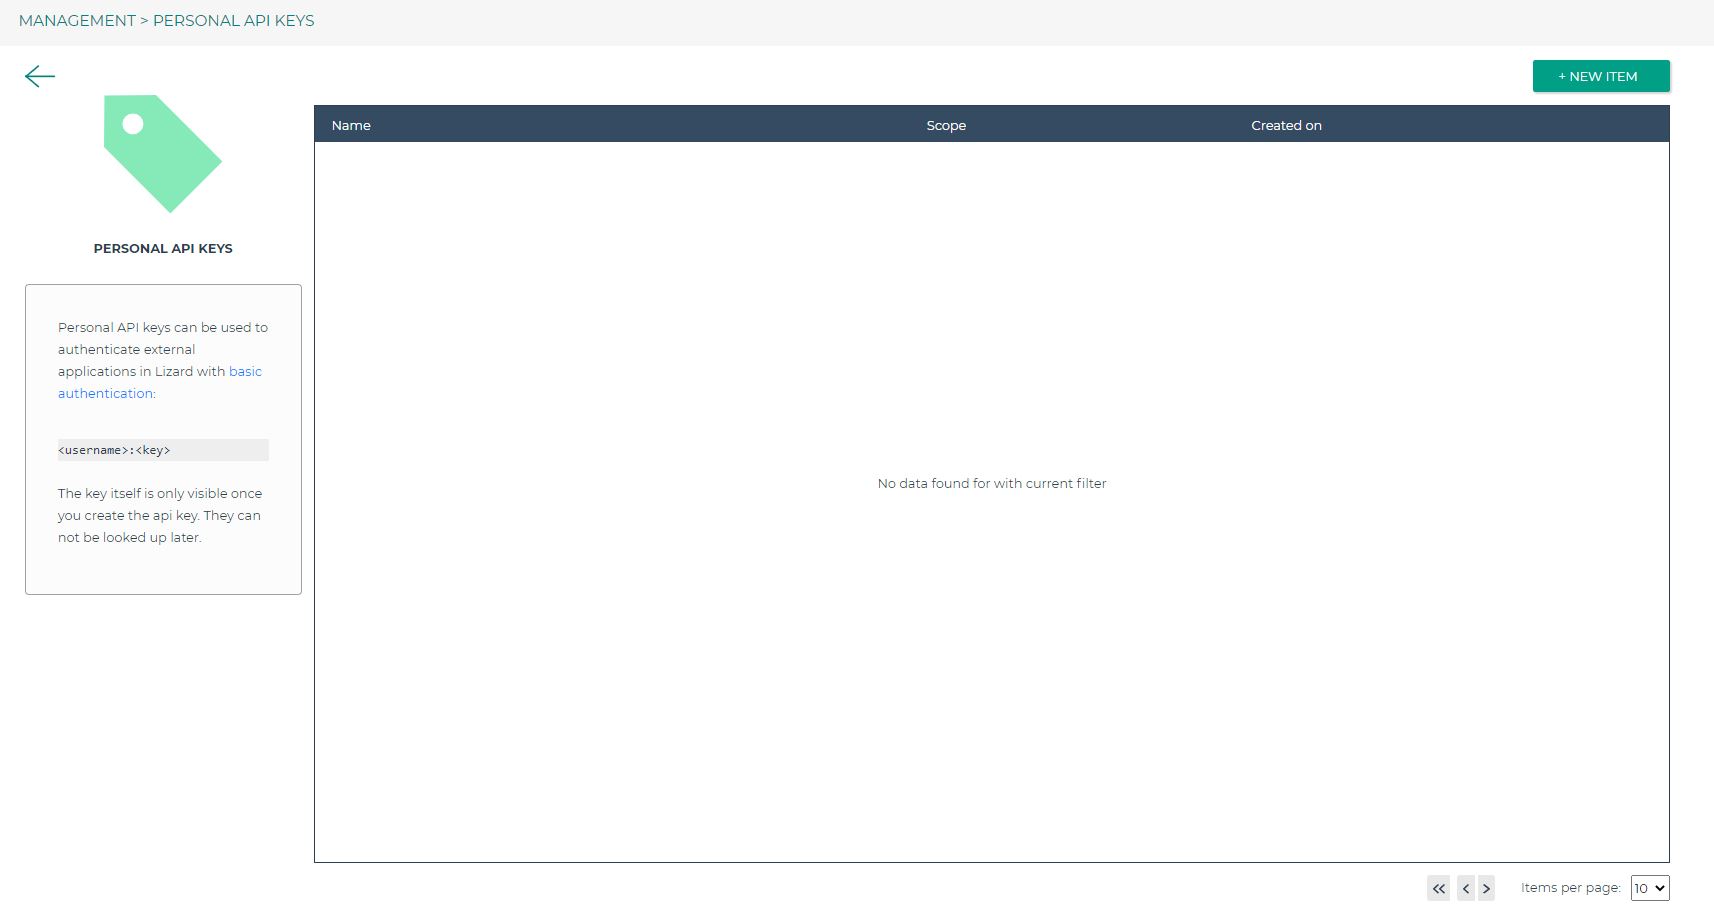 MANAGEMENT > PERSONAL API KEYS
+ NEW ITEM
Name Scope Created on
PERSONAL API KEYS
Personal API keys can be used to
authenticate external
applications in Lizard with basic
authentication:
<username>:<key>
The key itself is only visible once
you create the api key. They can
not be looked up later.
No data found for with current filter
Items per page: 10